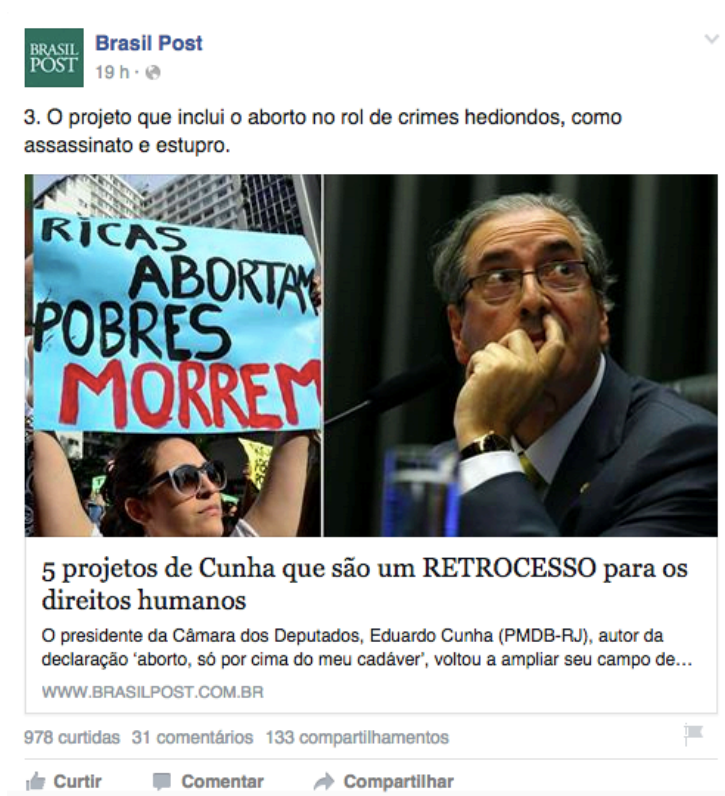 BRASIL
POST
Brasil Post
19 h ·
3. O projeto que inclui o aborto no rol de crimes hediondos, como
assassinato e estupro.
RICAS
ABORTAM
POBRES
MORREM
5 projetos de Cunha que são um RETROCESSO para os
direitos humanos
O presidente da Câmara dos Deputados, Eduardo Cunha (PMDB-RJ), autor da
declaração ‘aborto, só por cima do meu cadáver’, voltou a ampliar seu campo de...
WWW.BRASILPOST.COM.BR
978 curtidas 31 comentários 133 compartilhamentos
Curtir Comentar Compartilhar